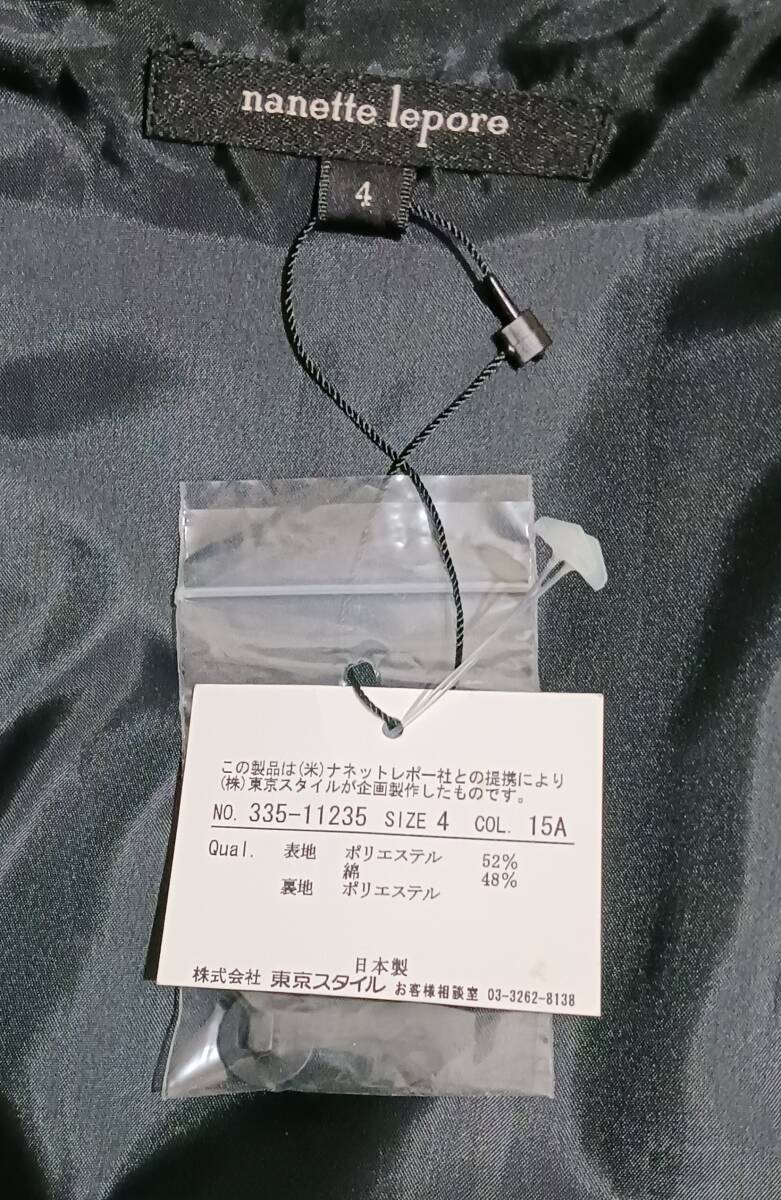 nanette lepore
4
この製品は(米)ナネットレポー社との提携により
(株)東京スタイルが企画製作したものです。
NO. 335-11235 SIZE 4 COL. 15A
Qual. 表地 ポリエステル 52%
綿 48%
裏地 ポリエステル
日本製
株式会社 東京スタイル お客様相談室 03-3262-8138